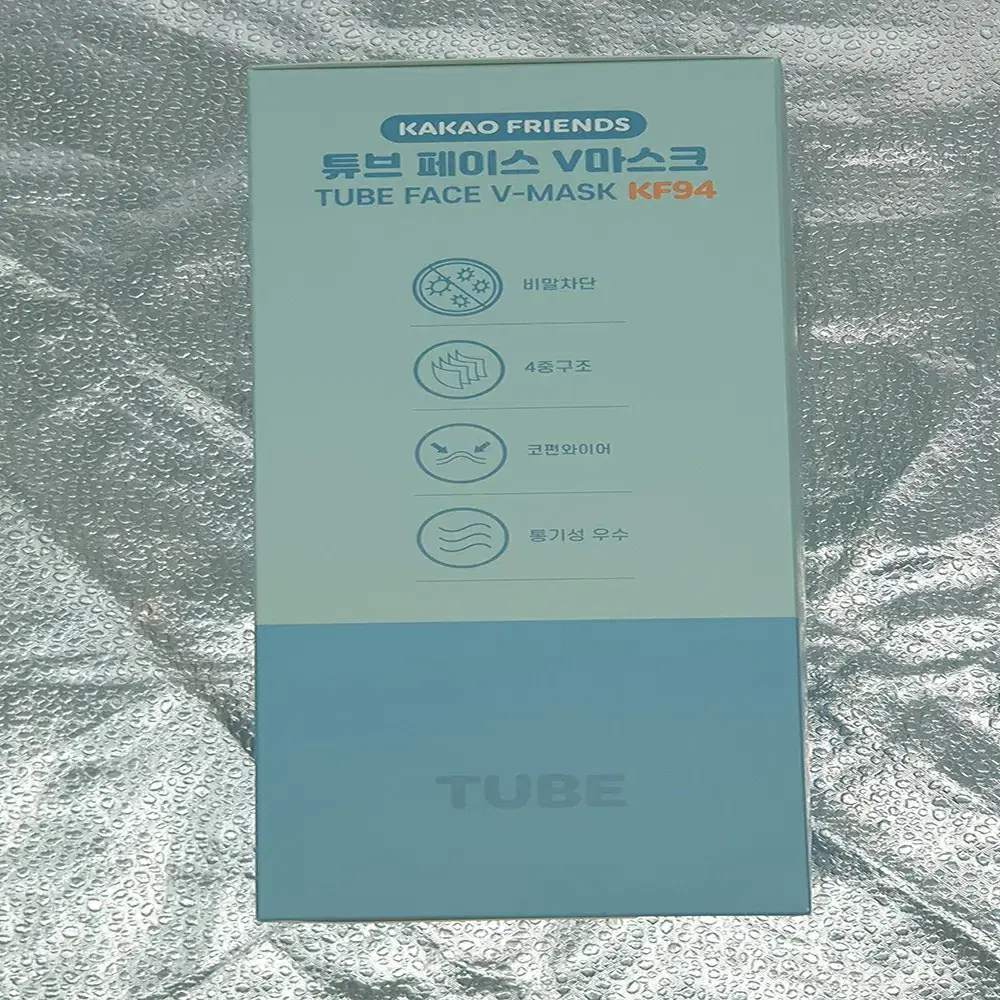 KAKAO FRIENDS
튜브 페이스 V마스크
TUBE FACE V-MASK KF94
비말차단
4중구조
코편와이어
통기성 우수
TUBE